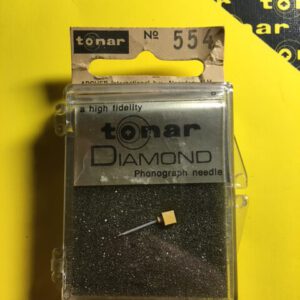 tonar No 554
a high fidelity
tonar
DIAMOND
Phonograph needle
tonar